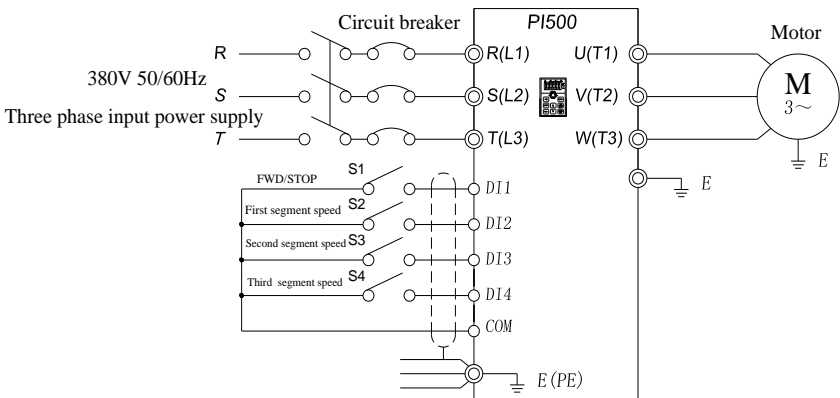 Circuit breaker
PI500
Motor
R
R(L1)
U(T1)
380V 50/60Hz
S
S(L2)
V(T2)
M
3～
Three phase input power supply
T
T(L3)
W(T3)
E
S1
FWD/STOP
DI1
E
S2
First segment speed
DI2
S3
Second segment speed
DI3
S4
Third segment speed
DI4
COM
E(PE)